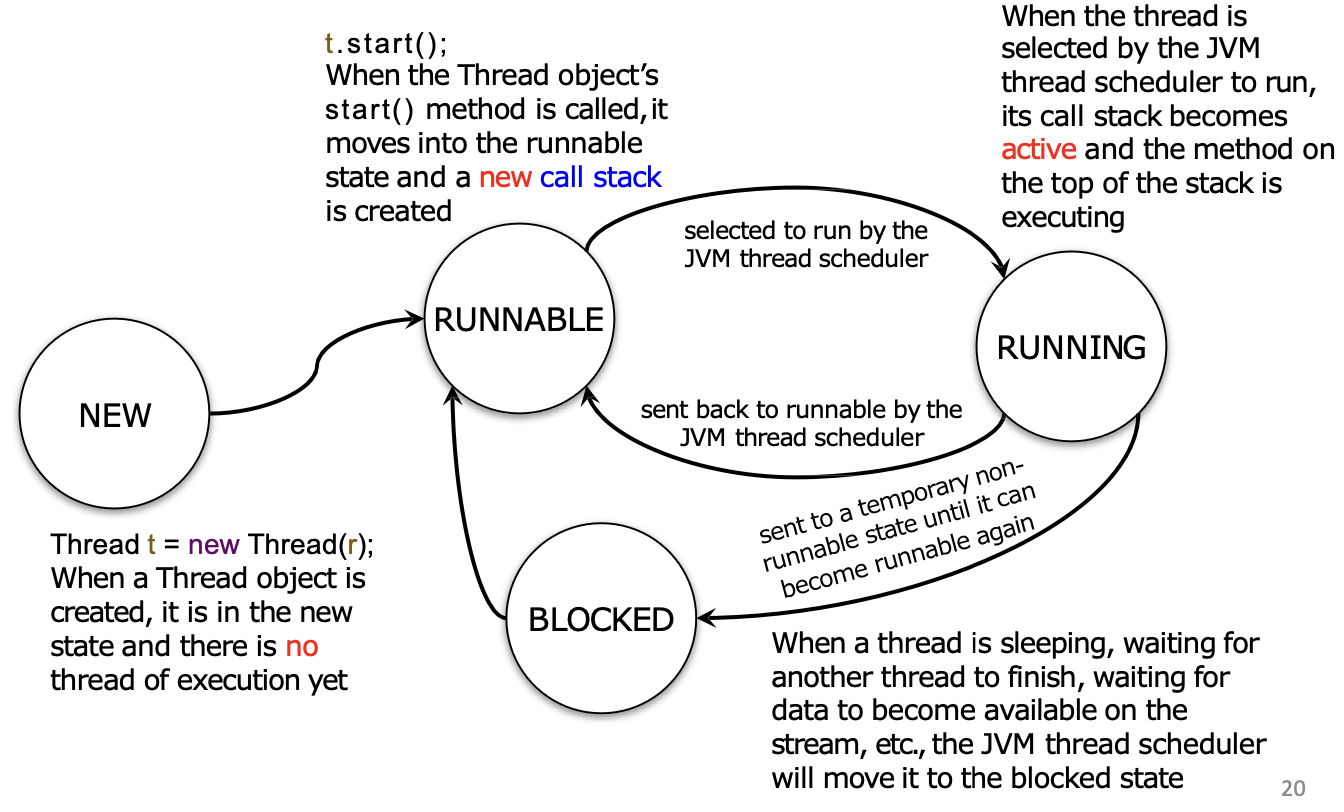 t.start();
When the Thread object's
start() method is called, it
moves into the runnable
state and a new call stack
is created
When the thread is
selected by the JVM
thread scheduler to run,
its call stack becomes
active and the method on
the top of the stack is
executing
selected to run by the
JVM thread scheduler
RUNNABLE
RUNNING
NEW
sent back to runnable by the
JVM thread scheduler
sent to a temporary non-
runnable state until it can
become runnable again
Thread t = new Thread(r);
When a Thread object is
created, it is in the new
state and there is no
thread of execution yet
BLOCKED
When a thread is sleeping, waiting for
another thread to finish, waiting for
data to become available on the
stream, etc., the JVM thread scheduler
will move it to the blocked state
20